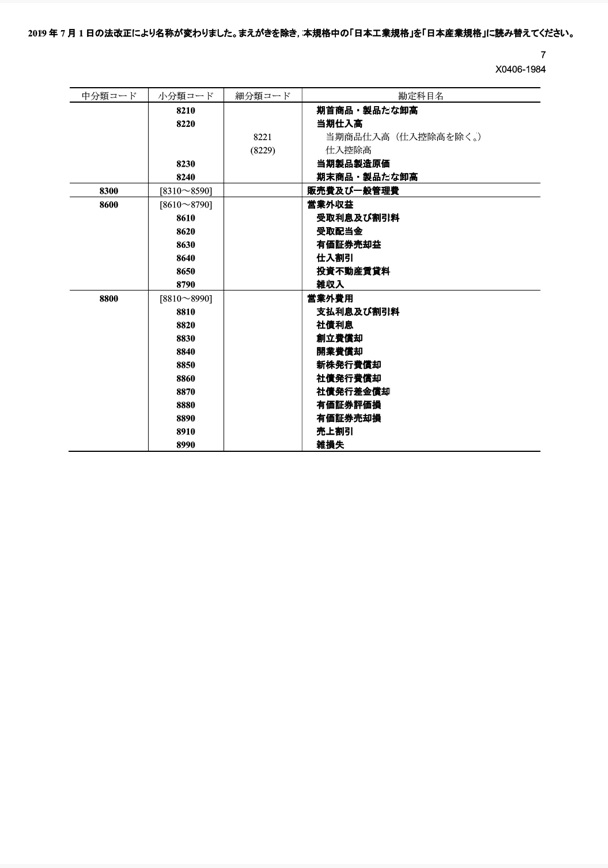 2019 年 7 月 1 日の法改正により名称が変わりました。まえがきを除き, 本規格中の「日本工業規格」を「日本産業規格」に読み替えてください。
7
X0406-1984
中分類コード 小分類コード 細分類コード 勘定科目名
8210 期首商品・製品たな卸高
8220 当期仕入高
8221 当期商品仕入高（仕入控除高を除く。）
(8229) 仕入控除高
8230 当期製品製造原価
8240 期末商品・製品たな卸高
8300 [8310～8590] 販売費及び一般管理費
8600 [8610～8790] 営業外収益
8610 受取利息及び割引料
8620 受取配当金
8630 有価証券売却益
8640 仕入割引
8650 投資不動産賃貸料
8790 雑収入
8800 [8810～8990] 営業外費用
8810 支払利息及び割引料
8820 社債利息
8830 創立費償却
8840 開業費償却
8850 新株発行費償却
8860 社債発行費償却
8870 社債発行差金償却
8880 有価証券評価損
8890 有価証券売却損
8910 売上割引
8990 雑損失